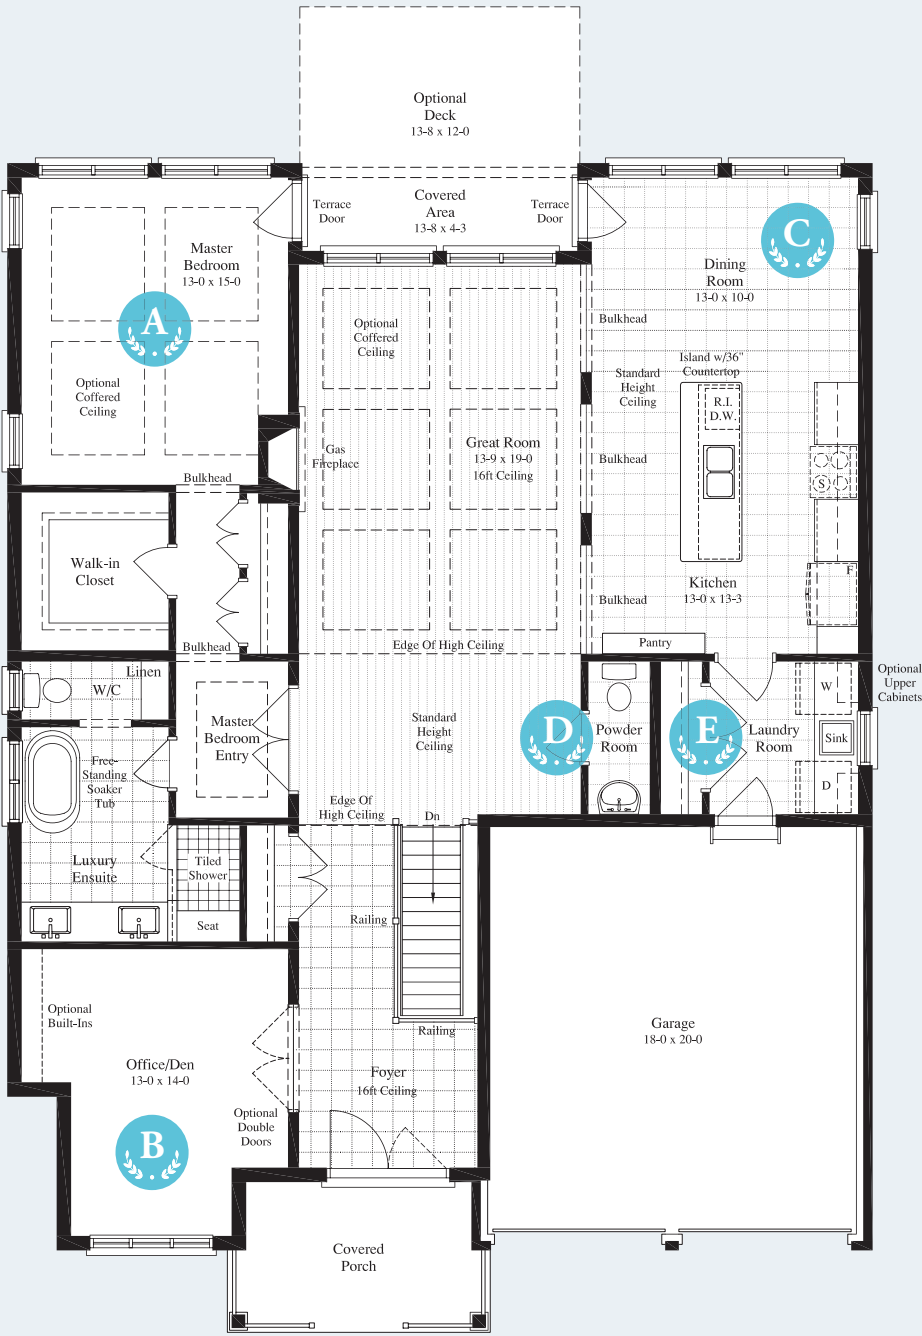 Optional
Deck
13-8 x 12-0
Covered
Area
13-8 x 4-3
Terrace
Door
Terrace
Door
Master
Bedroom
13-0 x 15-0
A
Optional
Coffered
Ceiling
C
Dining
Room
13-0 x 10-0
Optional
Coffered
Ceiling
Bulkhead
Island w/36"
Countertop
Standard
Height
Ceiling
R.I.
D.W.
Great Room
13-9 x 19-0
16ft Ceiling
Gas
Fireplace
Bulkhead
S
Bulkhead
Walk-in
Closet
Kitchen
13-0 x 13-3
F
Bulkhead
Pantry
Bulkhead
Edge Of High Ceiling
Linen
W/C
Optional
Upper
Cabinets
W
Master
Bedroom
Entry
Standard
Height
Ceiling
D
Powder
Room
E
Laundry
Room
Sink
D
Free-
Standing
Soaker
Tub
Edge Of
High Ceiling
Dn
Luxury
Ensuite
Tiled
Shower
Seat
Railing
Optional
Built-Ins
Railing
Garage
18-0 x 20-0
Office/Den
13-0 x 14-0
Foyer
16ft Ceiling
Optional
Double
Doors
B
Covered
Porch